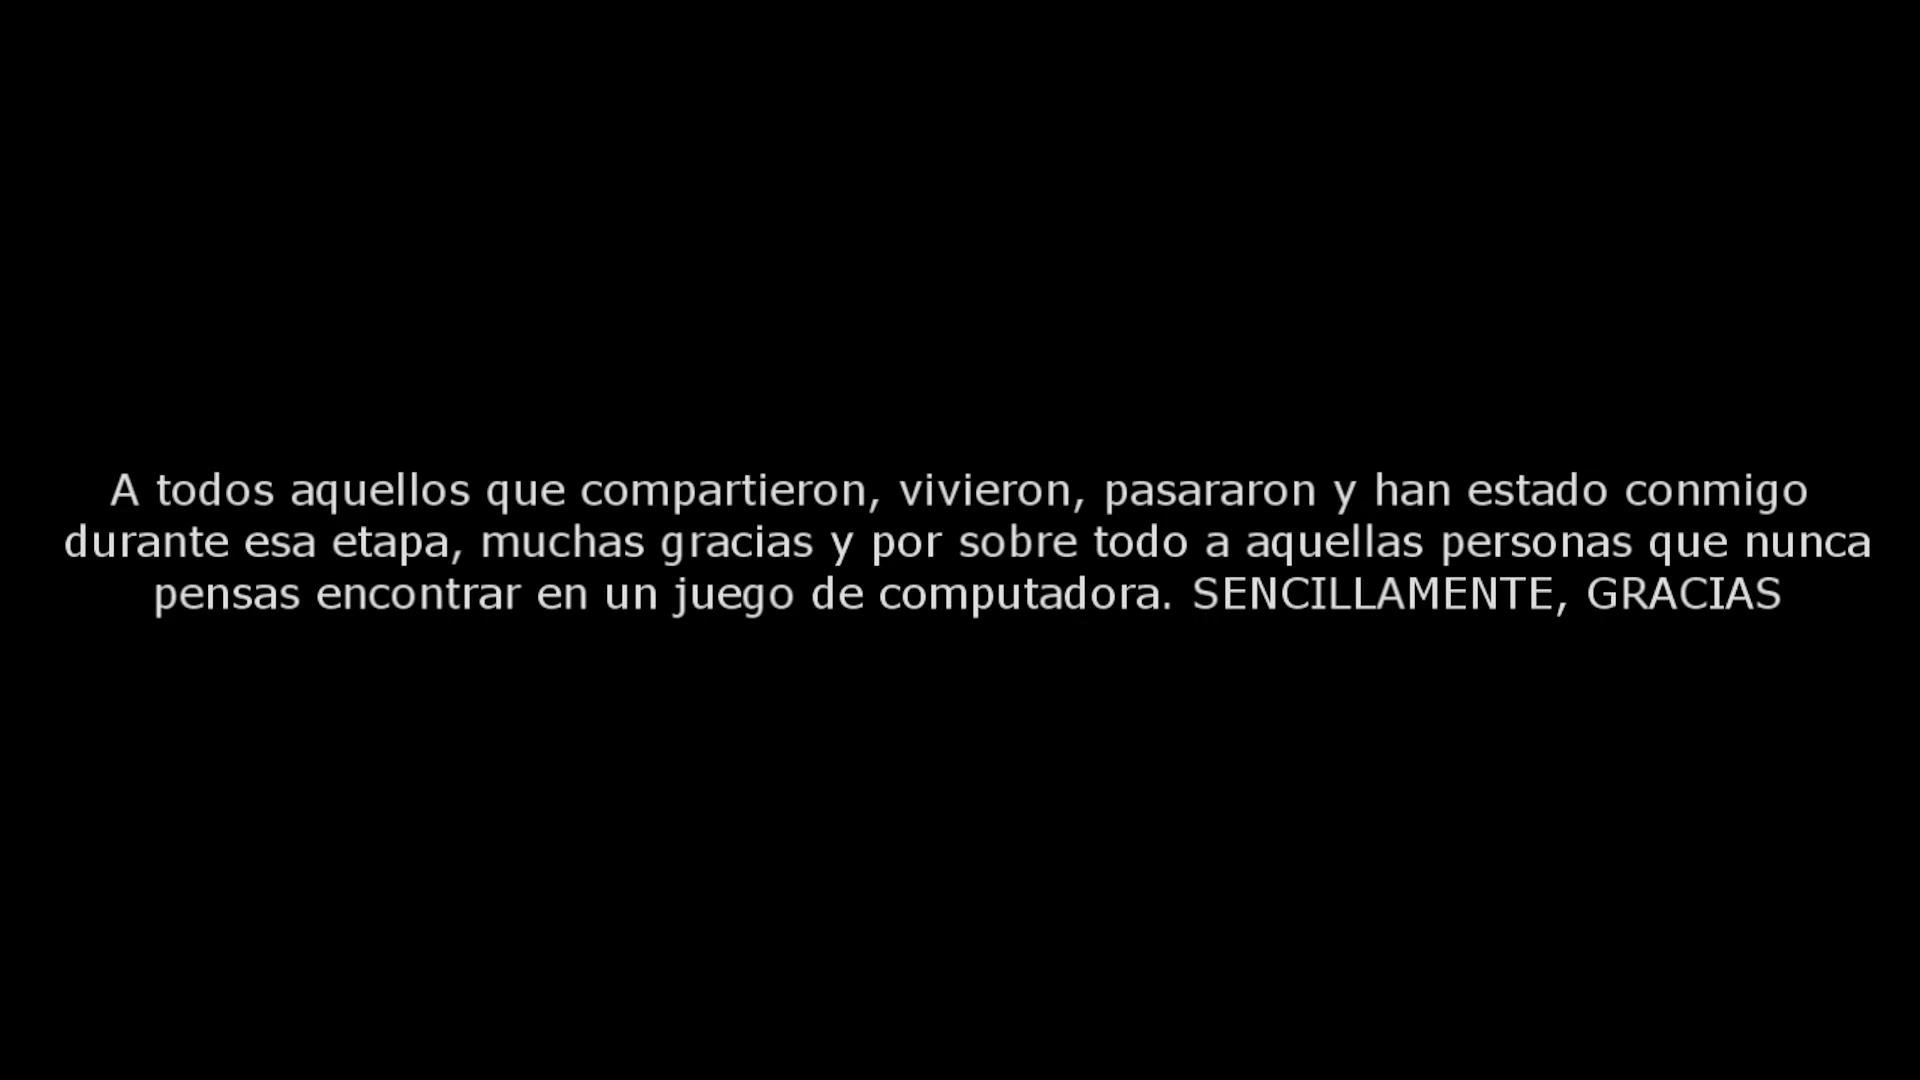 A todos aquellos que compartieron, vivieron, pasararon y han estado conmigo
durante esa etapa, muchas gracias y por sobre todo a aquellas personas que nunca
pensas encontrar en un juego de computadora. SENCILLAMENTE, GRACIAS